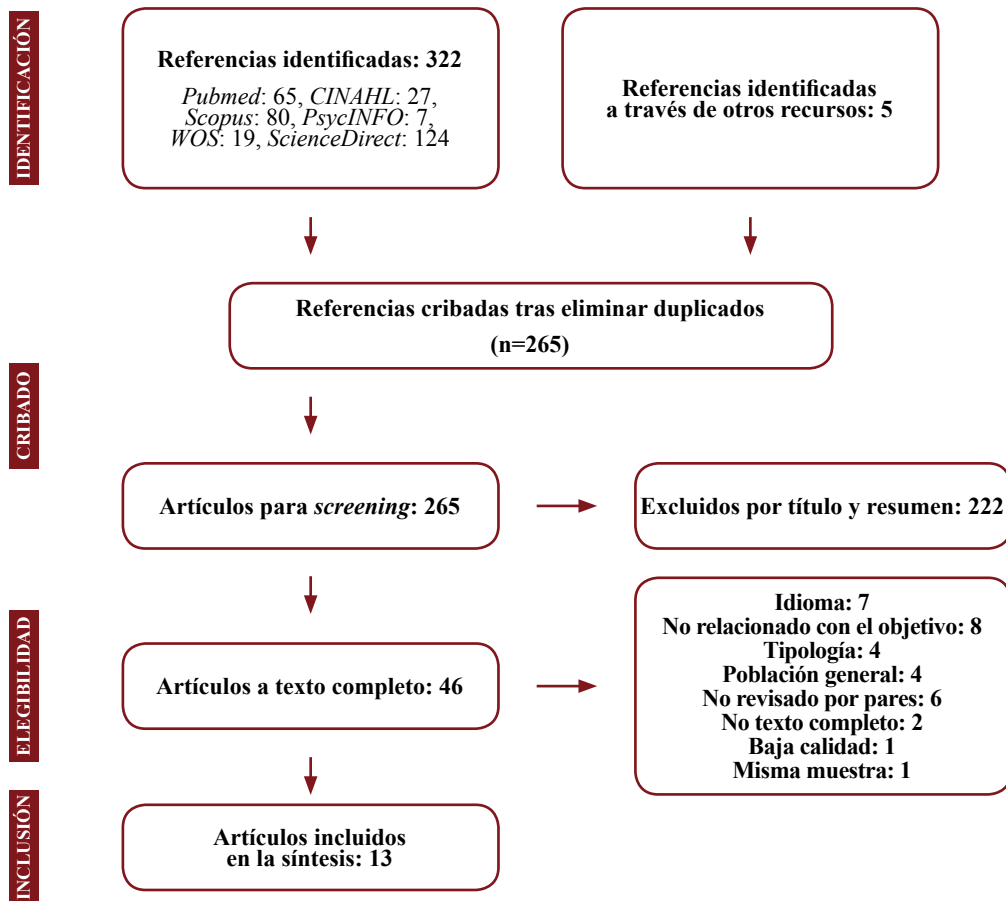 IDENTIFICACIÓN
Referencias identificadas: 322
Pubmed: 65, CINAHL: 27,
Scopus: 80, PsycINFO: 7,
WOS: 19, ScienceDirect: 124
Referencias identificadas
a través de otros recursos: 5
Referencias cribadas tras eliminar duplicados
(n=265)
CRIBADO
Artículos para screening: 265
Excluidos por título y resumen: 222
ELEGIBILIDAD
Artículos a texto completo: 46
Idioma: 7
No relacionado con el objetivo: 8
Tipología: 4
Población general: 4
No revisado por pares: 6
No texto completo: 2
Baja calidad: 1
Misma muestra: 1
INCLUSIÓN
Artículos incluidos
en la síntesis: 13